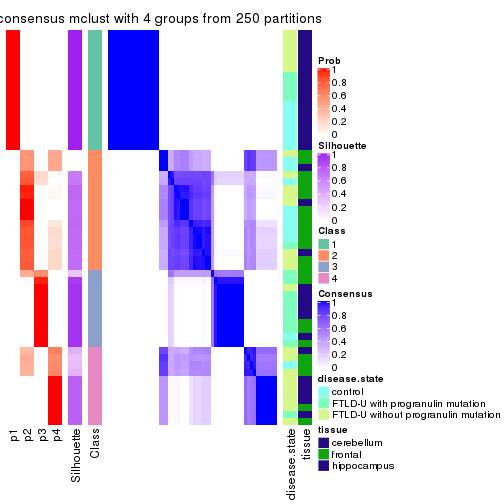 consensus mclust with 4 groups from 250 partitions
Prob
1
0.8
0.6
0.4
0.2
0
Silhouette
1
0.8
0.6
0.4
0.2
0
Class
1
2
3
4
Consensus
1
0.8
0.6
0.4
0.2
0
disease.state
control
FTLD-U with progranulin mutation
FTLD-U without progranulin mutation
tissue
cerebellum
frontal
hippocampus
p1
p2
p3
p4
Silhouette
Class
disease.state
tissue